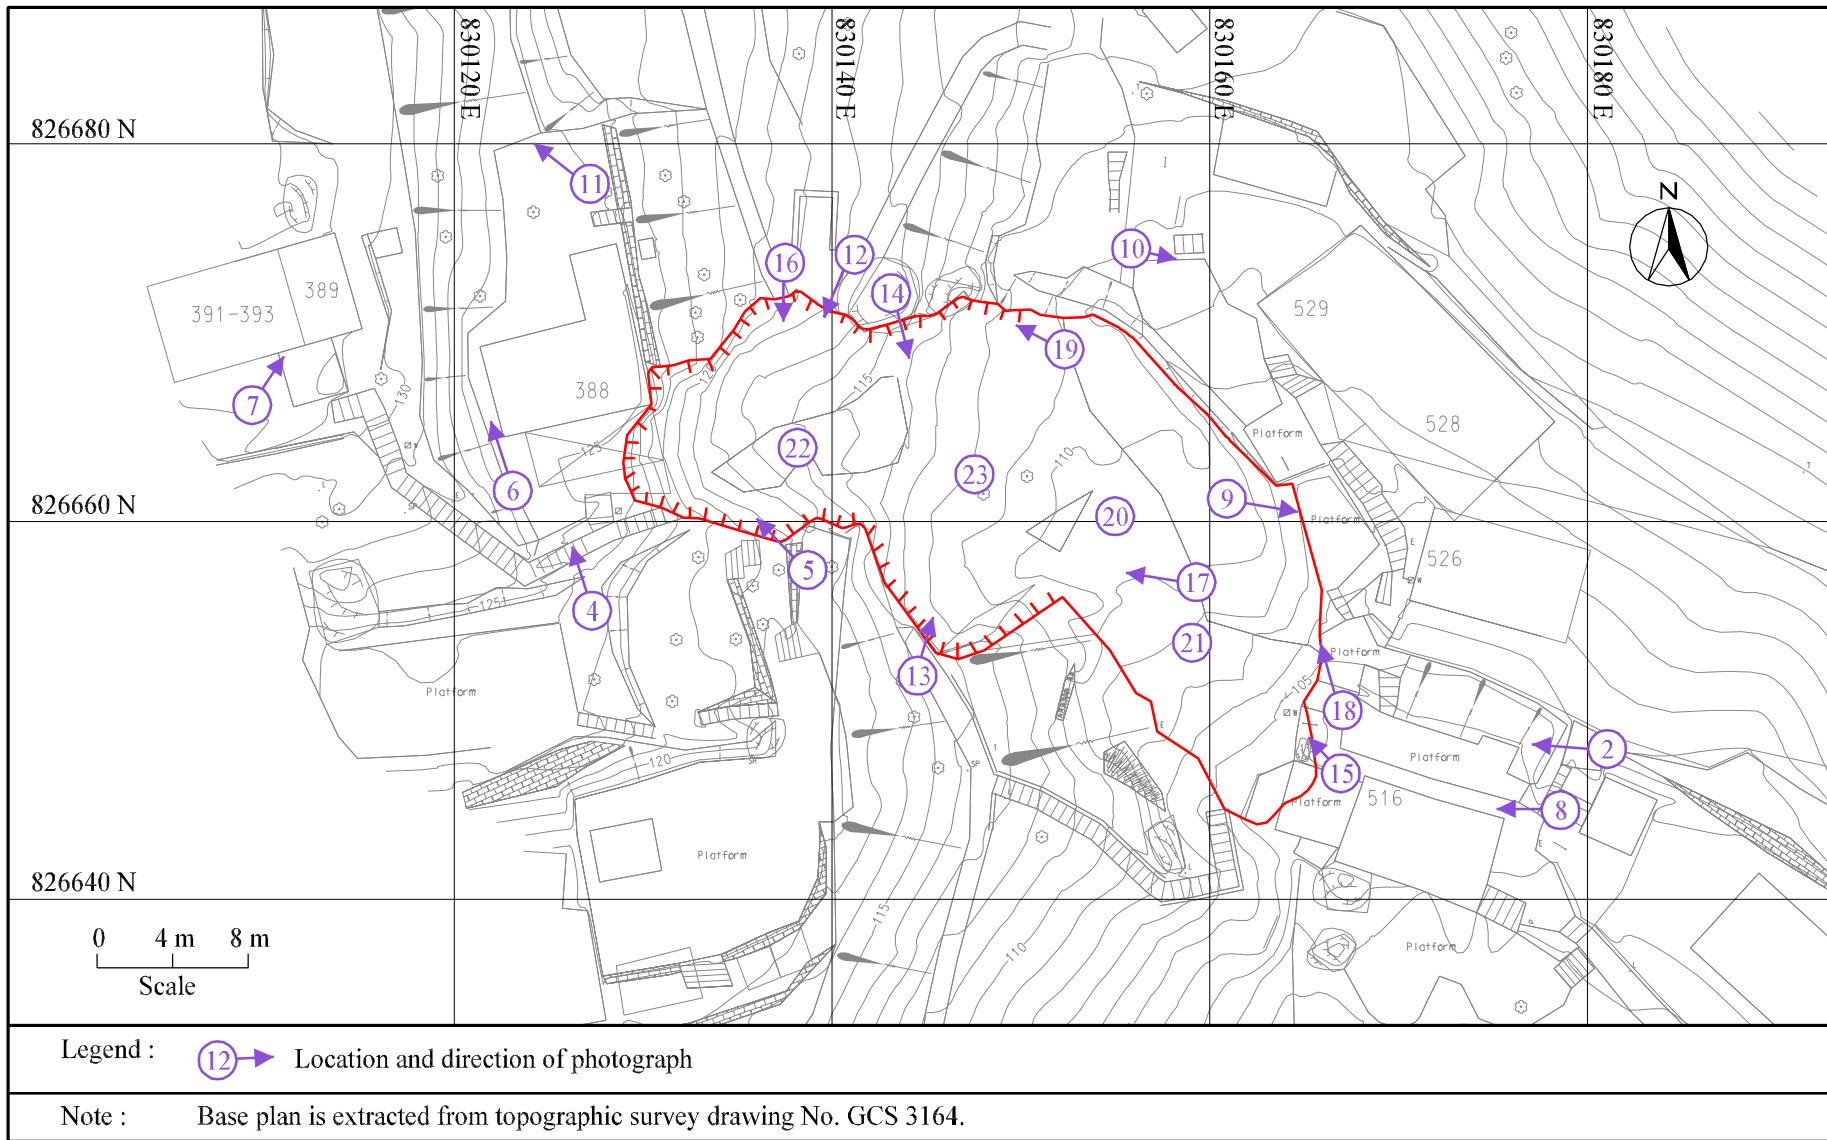 830120 E
830140 E
830160 E
830180 E
826680 N
N
11
10
16
12
14
389
391-393
529
19
388
7
130
120
115
Platform
528
22
125
23
110
6
9
20
826660 N
Platform
526
5
17
4
125
21
Platform
13
Platform
105
18
2
Platform
120
15
516
Platform
8
Platform
826640 N
115
110
Platform
0 4 m 8 m
Scale
Legend : 12 Location and direction of photograph
Note : Base plan is extracted from topographic survey drawing No. GCS 3164.